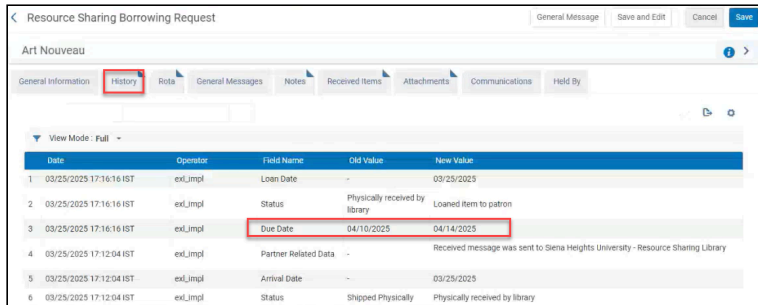 Resource Sharing Borrowing Request
General Message Save and Edit Cancel Save
Art Nouveau
General Information History Rota General Messages Notes Received Items Attachments Communications Held By
View Mode : Full
Date Operator Field Name Old Value New Value
1 03/25/2025 17:16:16 IST exl_impl Loan Date - 03/25/2025
2 03/25/2025 17:16:16 IST exl_impl Status Physically received by library Loaned item to patron
3 03/25/2025 17:16:16 IST exl_impl Due Date 04/10/2025 04/14/2025
4 03/25/2025 17:12:04 IST exl_impl Partner Related Data - Received message was sent to Siena Heights University - Resource Sharing Library
5 03/25/2025 17:12:04 IST exl_impl Arrival Date - 03/25/2025
6 03/25/2025 17:12:04 IST exl_impl Status Shipped Physically Physically received by library